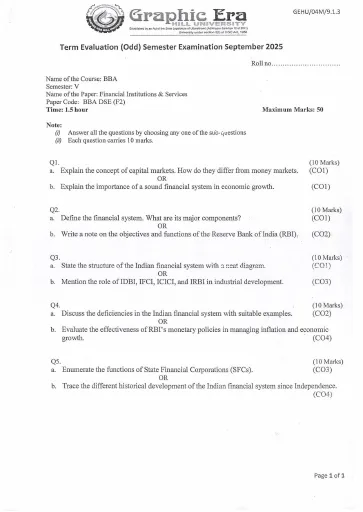 GEHU/04M/9.1.3
Graphic Era
HILL UNIVERSITY
Term Evaluation (Odd) Semester Examination September 2025
Roll no..............................
Name of the Course: BBA
Semester: V
Name of the Paper: Financial Institutions & Services
Paper Code: BBA DSE (F2)
Time: 1.5 hour Maximum Marks: 50
Note:
(i) Answer all the questions by choosing any one of the sub-questions
(ii) Each question carries 10 marks.
Q1. (10 Marks)
a. Explain the concept of capital markets. How do they differ from money markets. (CO1)
OR
b. Explain the importance of a sound financial system in economic growth. (CO1)
Q2. (10 Marks)
a. Define the financial system. What are its major components? (CO1)
OR
b. Write a note on the objectives and functions of the Reserve Bank of India (RBI). (CO2)
Q3. (10 Marks)
a. State the structure of the Indian financial system with a neat diagram. (CO1)
OR
b. Mention the role of IDBI, IFCI, ICICI, and IRBI in industrial development. (CO3)
Q4. (10 Marks)
a. Discuss the deficiencies in the Indian financial system with suitable examples. (CO2)
OR
b. Evaluate the effectiveness of RBI's monetary policies in managing inflation and economic
growth. (CO4)
Q5. (10 Marks)
a. Enumerate the functions of State Financial Corporations (SFCs). (CO3)
OR
b. Trace the different historical development of the Indian financial system since Independence.
(CO4)
Page 1 of 1